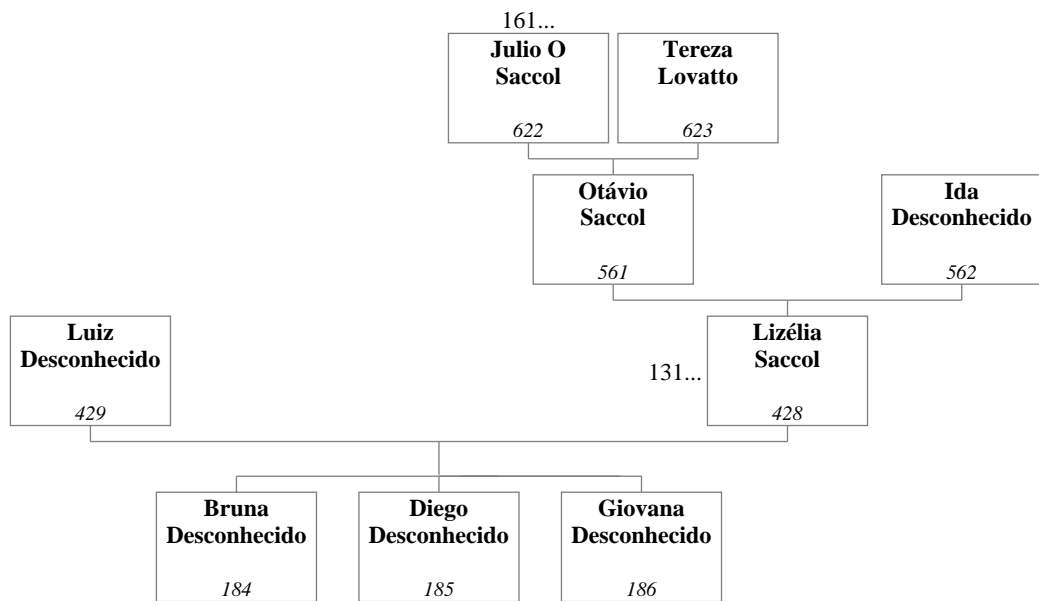 161...
Julio O
Saccol
622
Tereza
Lovatto
623
Otávio
Saccol
561
Ida
Desconhecido
562
Luiz
Desconhecido
429
131...
Lizélia
Saccol
428
Bruna
Desconhecido
184
Diego
Desconhecido
185
Giovana
Desconhecido
186